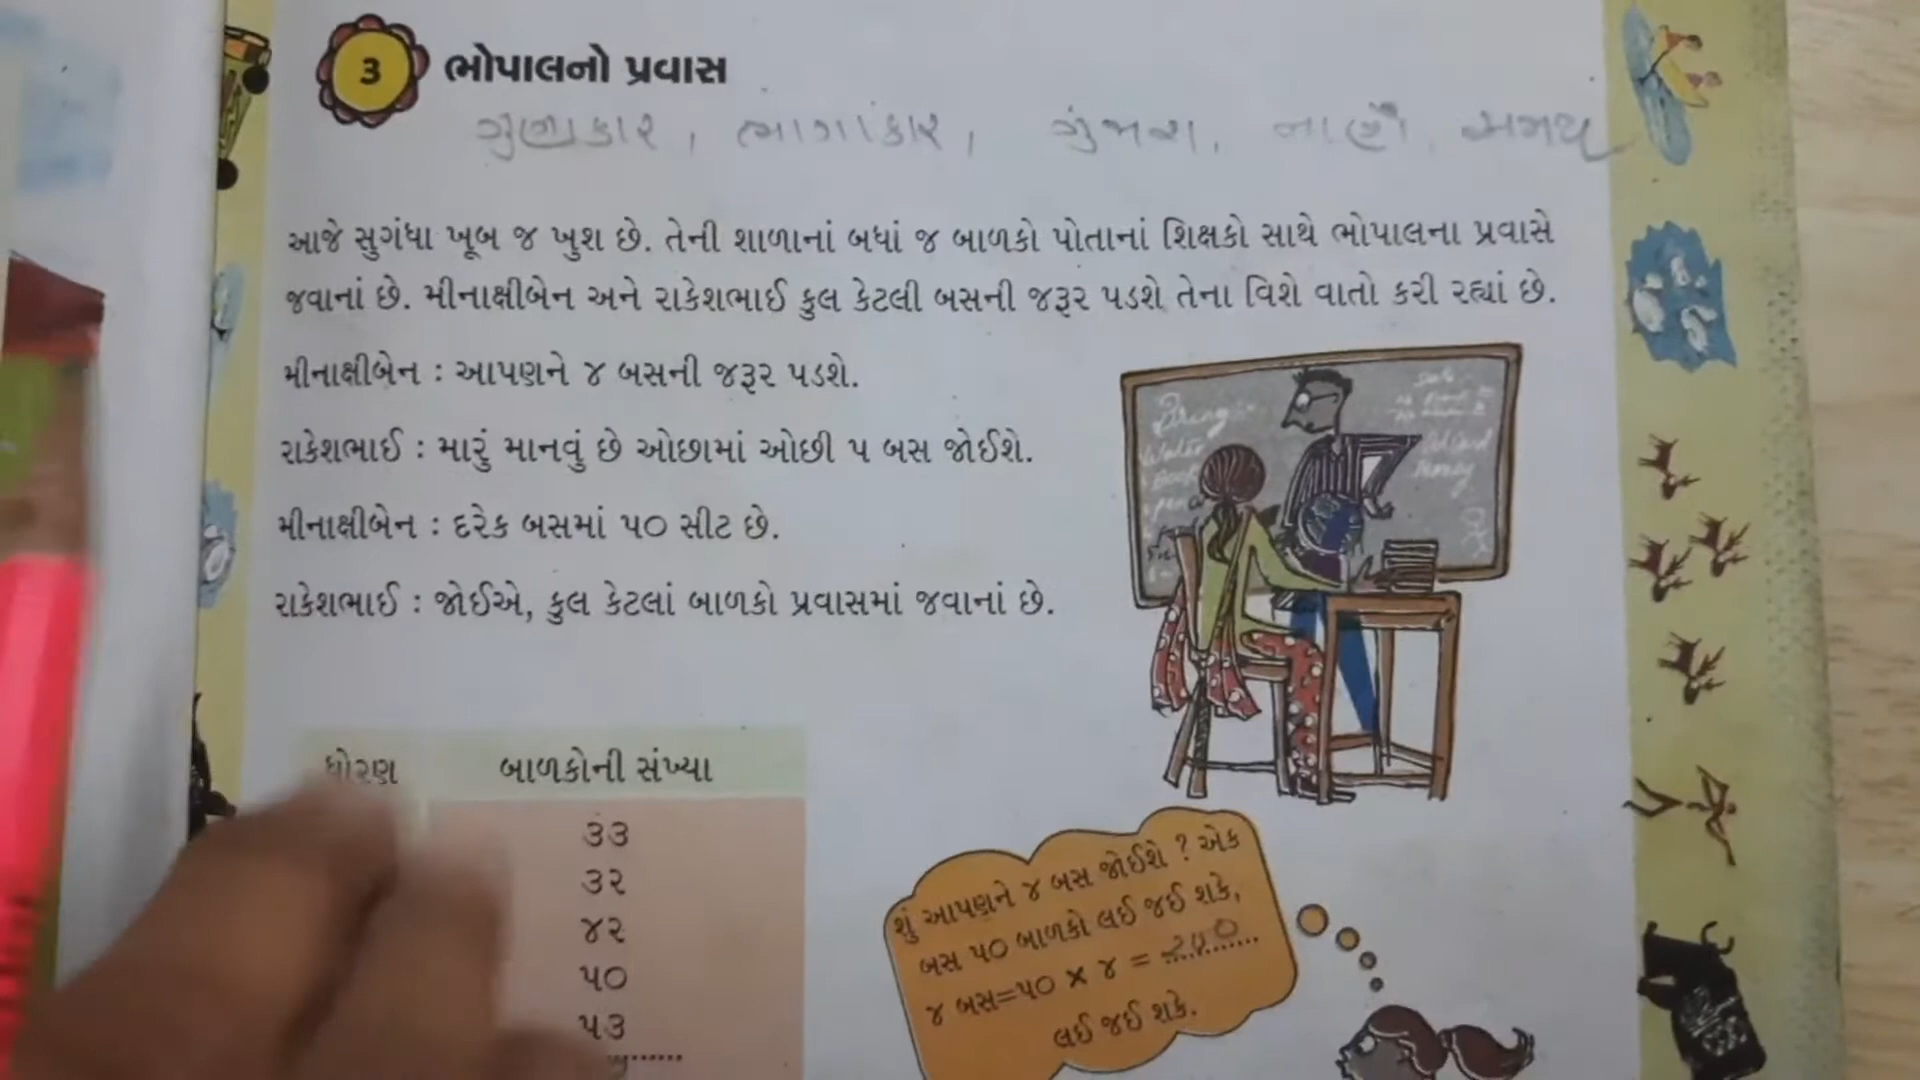 ૩ ભોપાલનો પ્રવાસ
ગુણાકાર, ભાગાકાર,
આજે સુગંધા ખૂબ જ ખુશ છે. તેની શાળાનાં બધાં જ બાળકો પોતાનાં શિક્ષકો સાથે ભોપાલના પ્રવાસે
જવાનાં છે. મીનાક્ષીબેન અને રાકેશભાઈ કુલ કેટલી બસની જરૂર પડશે તેના વિશે વાતો કરી રહ્યાં છે.
મીનાક્ષીબેન : આપણને ૪ બસની જરૂર પડશે.
રાકેશભાઈ : મારું માનવું છે ઓછામાં ઓછી ૫ બસ જોઈશે.
મીનાક્ષીબેન : દરેક બસમાં ૫૦ સીટ છે.
રાકેશભાઈ : જોઈએ, કુલ કેટલાં બાળકો પ્રવાસમાં જવાનાં છે.
Bring
Water
ધોરણ બાળકોની સંખ્યા
૩૩
૩૨
૪૨
૫૦
૫૩
શું આપણને ૪ બસ જોઈશે ? એક
બસ ૫૦ બાળકો લઈ જઈ શકે,
૪ બસ=૫૦ × ૪ =
લઈ જઈ શકે.